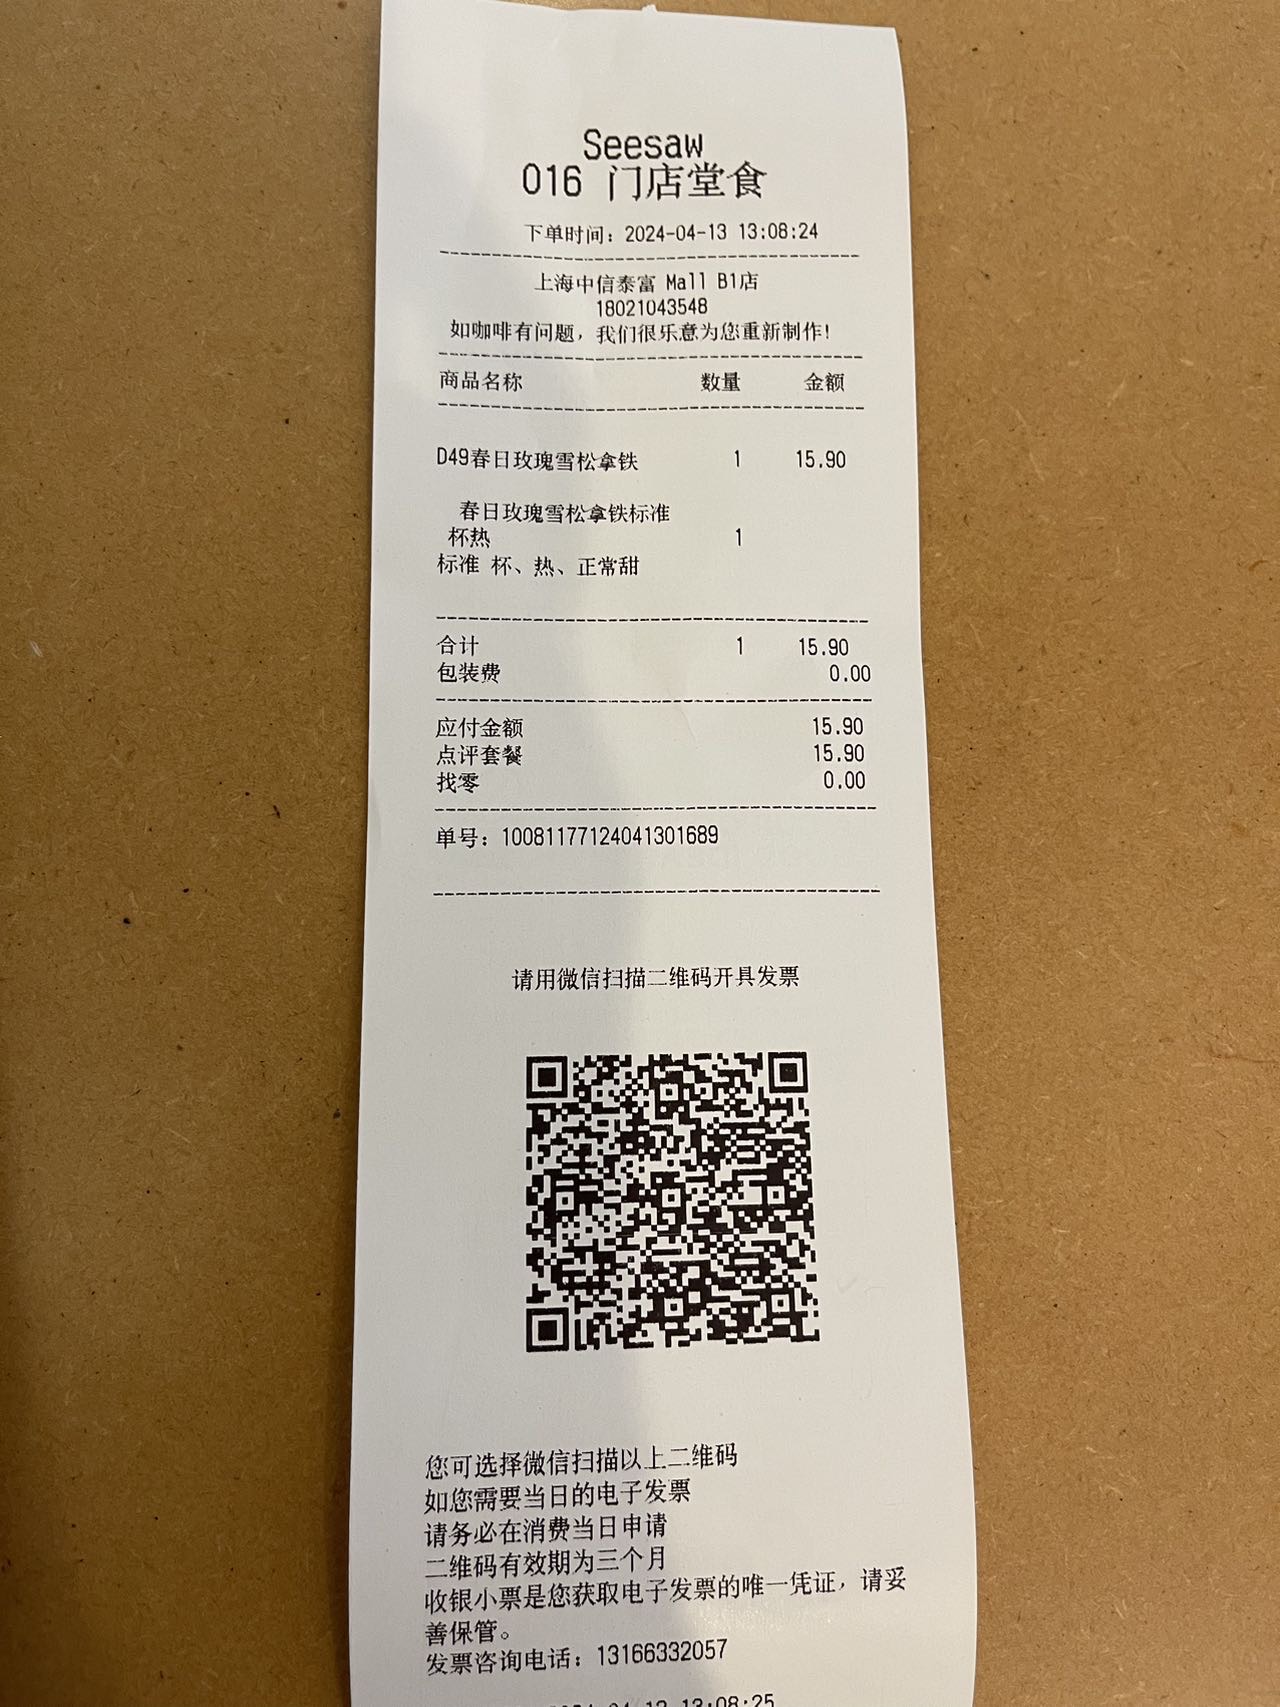 Seesaw
016 门店堂食
下单时间：2024-04-13 13:08:24
上海中信泰富 Mall B1店
18021043548
如咖啡有问题，我们很乐意为您重新制作！
商品名称 数量 金额
D49春日玫瑰雪松拿铁 1 15.90
春日玫瑰雪松拿铁标准
杯热 1
标准 杯、热、正常甜
合计 1 15.90
包装费 0.00
应付金额 15.90
点评套餐 15.90
找零 0.00
单号：10081177124041301689
请用微信扫描二维码开具发票
您可选择微信扫描以上二维码
如您需要当日的电子发票
请务必在消费当日申请
二维码有效期为三个月
收银小票是您获取电子发票的唯一凭证，请妥
善保管。
发票咨询电话：13166332057
13:08:25